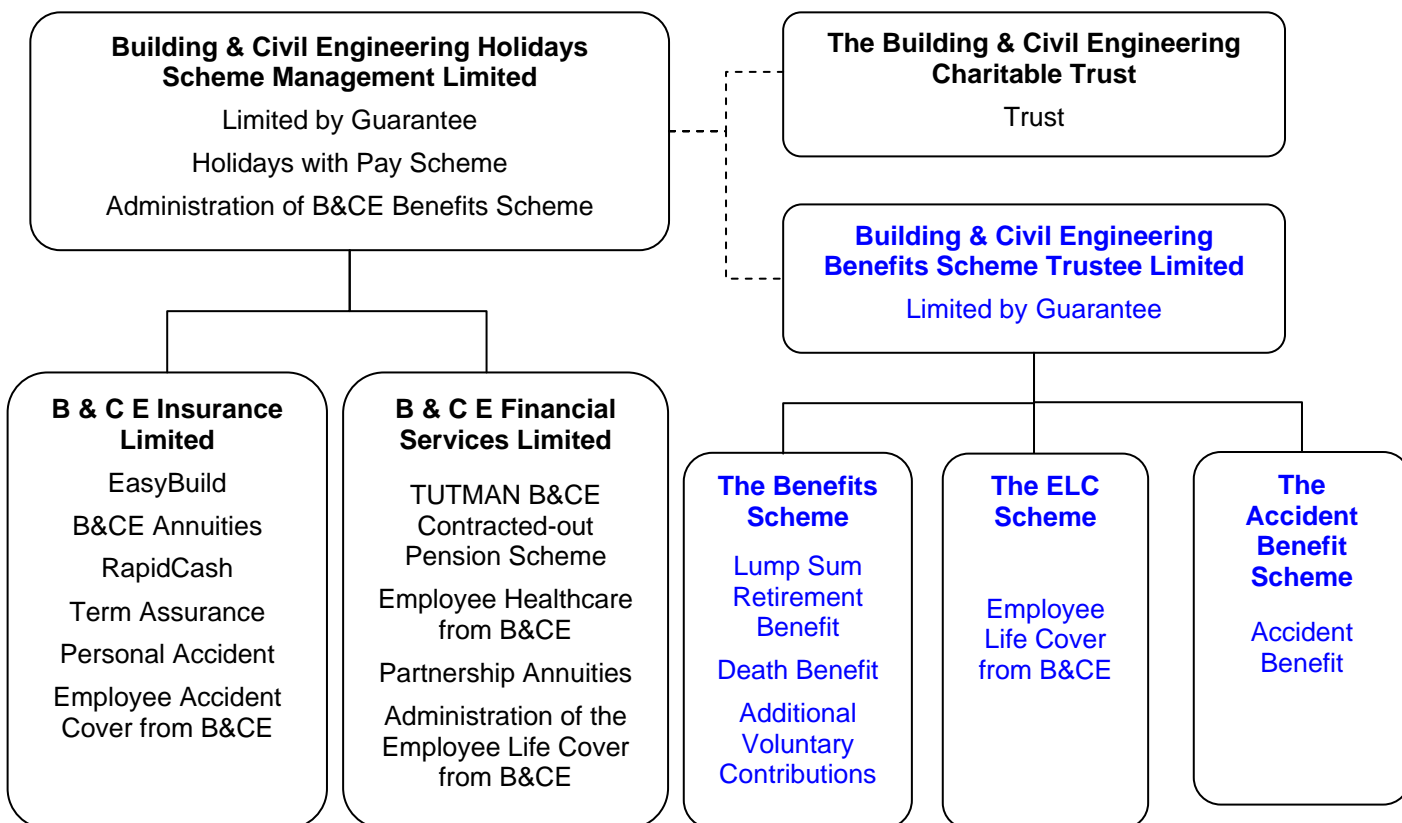 Building & Civil Engineering Holidays
Scheme Management Limited
Limited by Guarantee
Holidays with Pay Scheme
Administration of B&CE Benefits Scheme
The Building & Civil Engineering
Charitable Trust
Trust
Building & Civil Engineering
Benefits Scheme Trustee Limited
Limited by Guarantee
B & C E Insurance
Limited
EasyBuild
B&CE Annuities
RapidCash
Term Assurance
Personal Accident
Employee Accident
Cover from B&CE
B & C E Financial
Services Limited
TUTMAN B&CE
Contracted-out
Pension Scheme
Employee Healthcare
from B&CE
Partnership Annuities
Administration of the
Employee Life Cover
from B&CE
The Benefits
Scheme
Lump Sum
Retirement
Benefit
Death Benefit
Additional
Voluntary
Contributions
The ELC
Scheme
Employee
Life Cover
from B&CE
The
Accident
Benefit
Scheme
Accident
Benefit